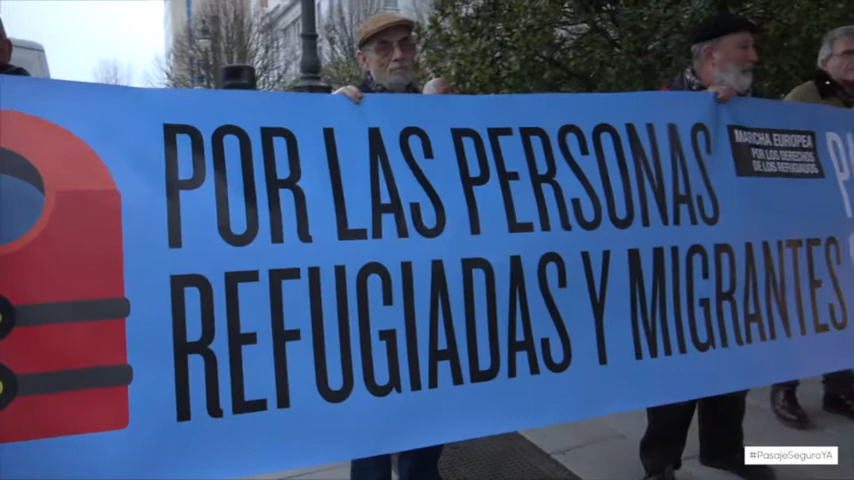 POR LAS PERSONAS
REFUGIADAS Y MIGRANTES
MARCHA EUROPEA
POR LOS DERECHOS
DE LOS REFUGIADOS
#PasajeSeguroYA